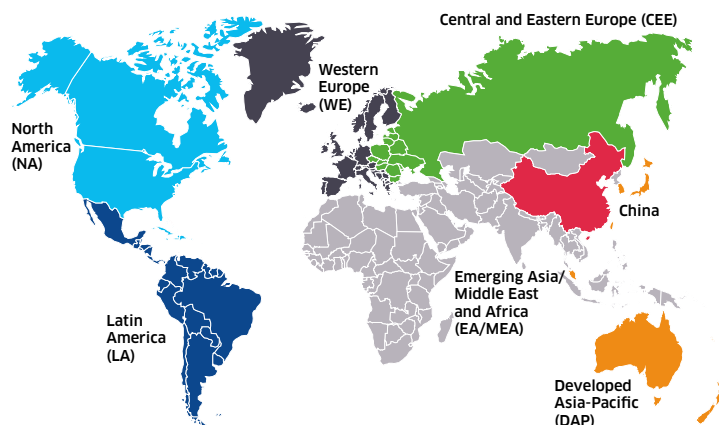 Central and Eastern Europe (CEE)
Western
Europe
(WE)
North
America
(NA)
China
Emerging Asia/
Middle East
and Africa
(EA/MEA)
Latin
America
(LA)
Developed
Asia-Pacific
(DAP)